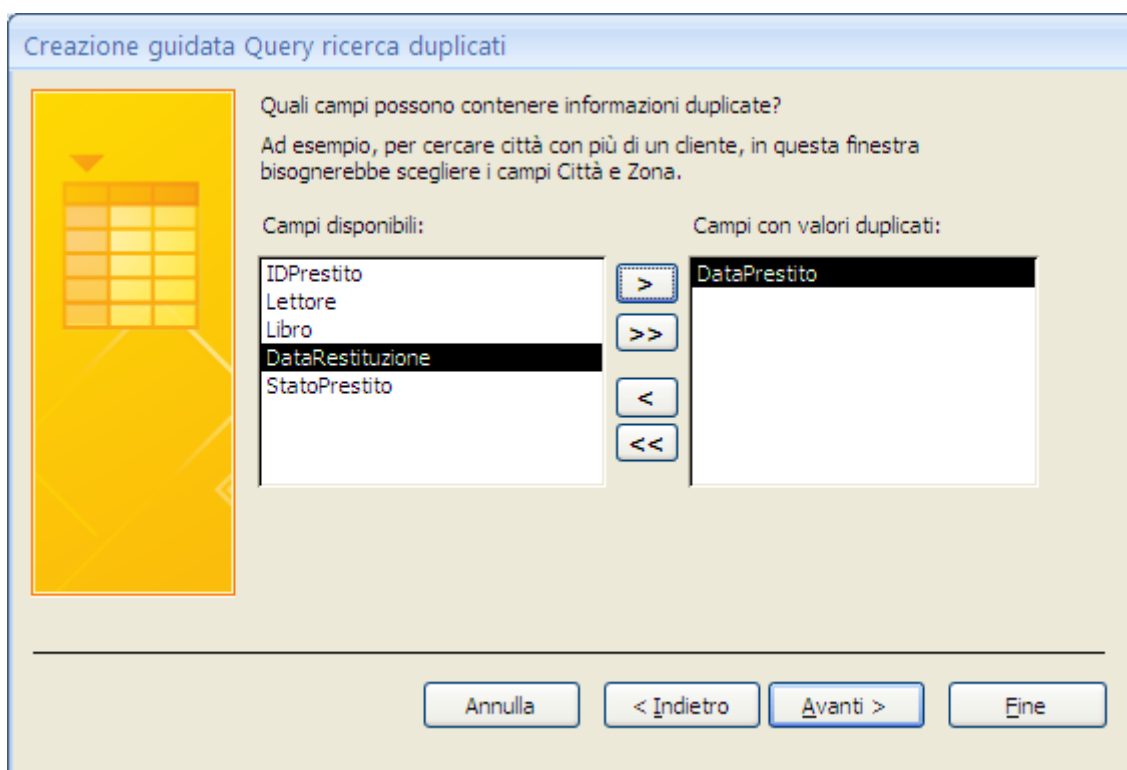 Creazione guidata Query ricerca duplicati
Quali campi possono contenere informazioni duplicate?
Ad esempio, per cercare città con più di un cliente, in questa finestra
bisognerebbe scegliere i campi Città e Zona.
Campi disponibili:
IDPrestito
Lettore
Libro
DataRestituzione
StatoPrestito
>
>>
<
<<
Campi con valori duplicati:
DataPrestito
Annulla
< Indietro
Avanti >
Fine